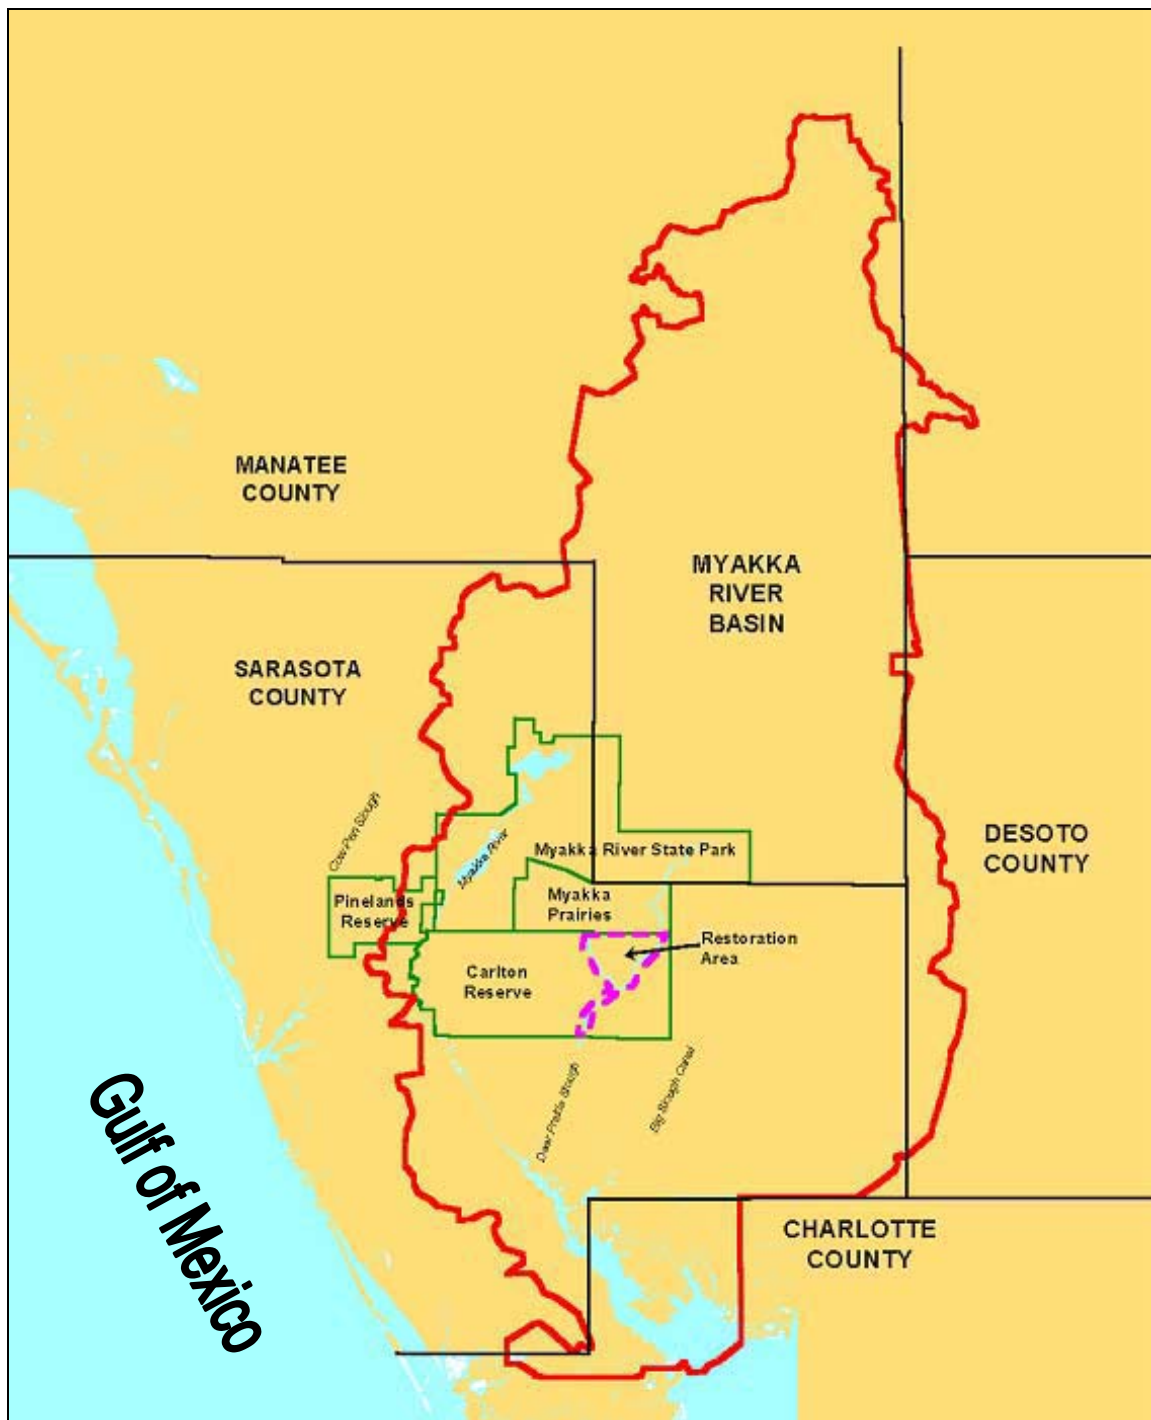 MANATEE
COUNTY
MYAKKA
RIVER
BASIN
SARASOTA
COUNTY
Cow Pen Slough
Myakka River
Myakka River State Park
DESOTO
COUNTY
Pinelands
Reserve
Myakka
Prairies
Restoration
Area
Carlton
Reserve
Deer Prairie Slough
Big Slough Canal
Gulf of Mexico
CHARLOTTE
COUNTY